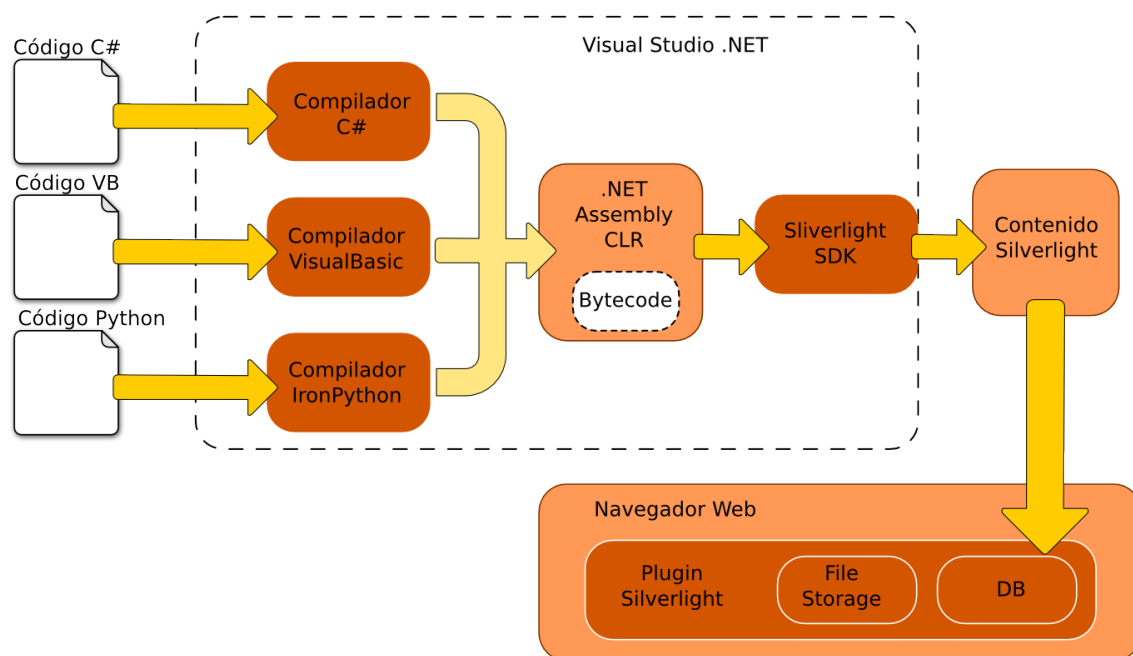 Visual Studio .NET
Código C#
Compilador
C#
Código VB
Compilador
VisualBasic
Código Python
Compilador
IronPython
.NET
Assembly
CLR
Bytecode
Sliverlight
SDK
Contenido
Silverlight
Navegador Web
Plugin
Silverlight
File
Storage
DB